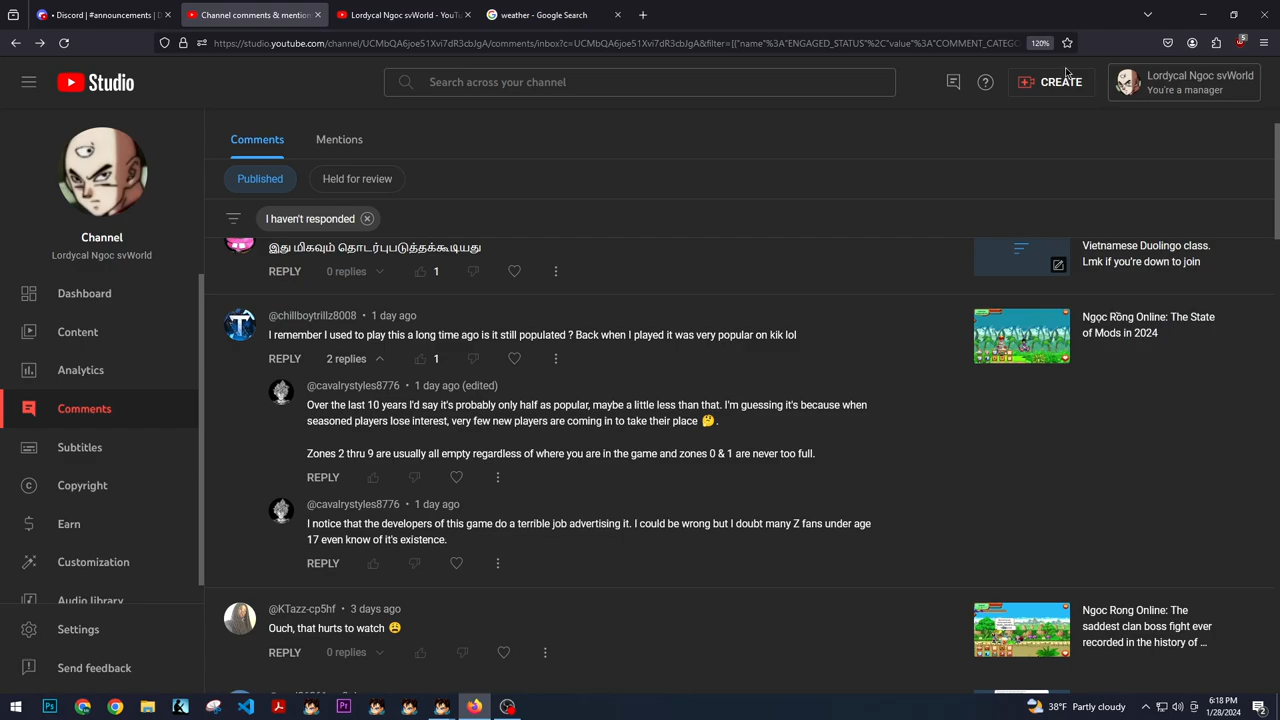 Discord | #announcements | D
Channel comments & mention
Lordycal Ngoc svWorld - YouTu
weather - Google Search
https://studio.youtube.com/channel/UCMbQA6joe51Xvi7dR3cbJgA/comments/inbox?c=UCMbQA6joe51Xvi7dR3cbJgA&filter=[{"name"%3A"ENGAGED_STATUS"%2C"value"%3A"COMMENT_CATEGO
120%
5
Studio
Search across your channel
CREATE
Lordycal Ngoc svWorld
You're a manager
Channel
Lordycal Ngoc svWorld
Dashboard
Content
Analytics
Comments
Subtitles
Copyright
Earn
Customization
Audio library
Settings
Send feedback
Comments
Mentions
Published
Held for review
I haven't responded
இது மிகவும் தொடர்புபடுத்தக்கூடியது
REPLY 0 replies 1
Vietnamese Duolingo class.
Lmk if you're down to join
@chillboytrillz8008 • 1 day ago
I remember I used to play this a long time ago is it still populated ? Back when I played it was very popular on kik lol
REPLY 2 replies 1
Ngọc Rồng Online: The State
of Mods in 2024
@cavalrystyles8776 • 1 day ago (edited)
Over the last 10 years I'd say it's probably only half as popular, maybe a little less than that. I'm guessing it's because when
seasoned players lose interest, very few new players are coming in to take their place 🤔.
Zones 2 thru 9 are usually all empty regardless of where you are in the game and zones 0 & 1 are never too full.
REPLY
@cavalrystyles8776 • 1 day ago
I notice that the developers of this game do a terrible job advertising it. I could be wrong but I doubt many Z fans under age
17 even know of it's existence.
REPLY
@KTazz-cp5hf • 3 days ago
Ouch, that hurts to watch 😩
REPLY 0 replies
Ngoc Rong Online: The
saddest clan boss fight ever
recorded in the history of ...
38°F Partly cloudy
6:18 PM
1/28/2024
2